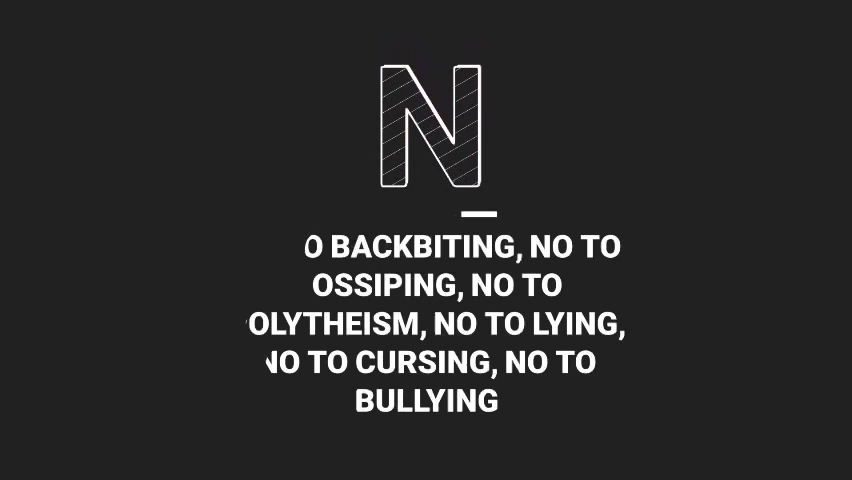 N
O BACKBITING, NO TO
OSSIPING, NO TO
OLYTHEISM, NO TO LYING,
NO TO CURSING, NO TO
BULLYING